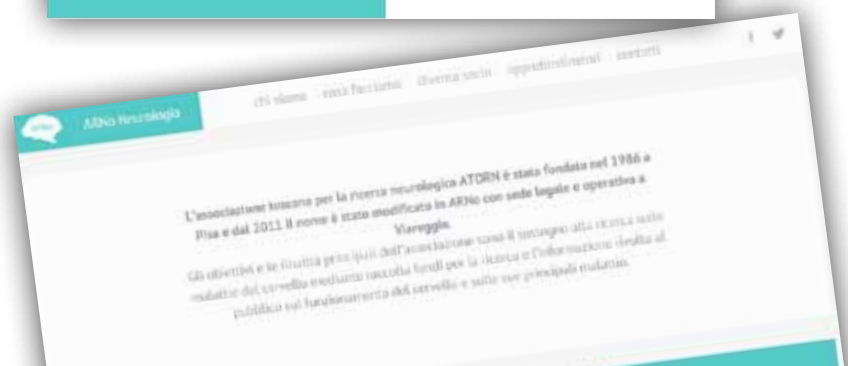 ARNo Neurologia
chi siamo cosa facciamo diventa socio approfondimenti contatti
L'associazione toscana per la ricerca neurologica ATORN è stata fondata nel 1986 a
Pisa e dal 2011 il nome è stato modificato in ARNo con sede legale e operativa a
Viareggio.
Gli obiettivi e le finalità principali dell'associazione sono il sostegno alla ricerca sulle
malattie del cervello mediante raccolta fondi per la ricerca e l'informazione rivolta al
pubblico sul funzionamento del cervello e sulle sue principali malattie.